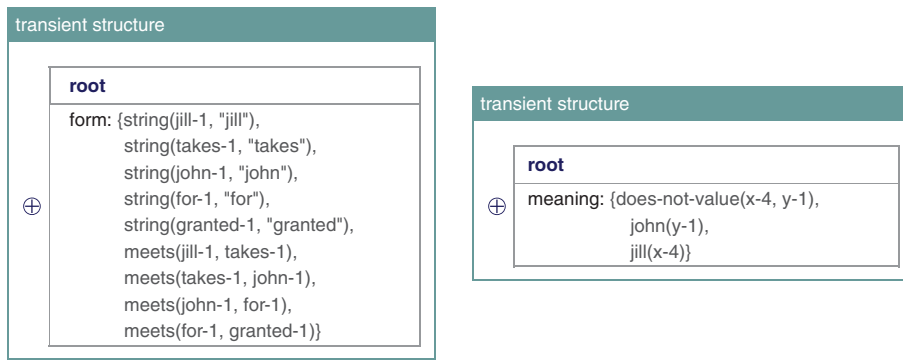 transient structure
root
form: {string(jill-1, "jill"),
string(takes-1, "takes"),
string(john-1, "john"),
string(for-1, "for"),
string(granted-1, "granted"),
meets(jill-1, takes-1),
meets(takes-1, john-1),
meets(john-1, for-1),
meets(for-1, granted-1)}
transient structure
root
meaning: {does-not-value(x-4, y-1),
john(y-1),
jill(x-4)}